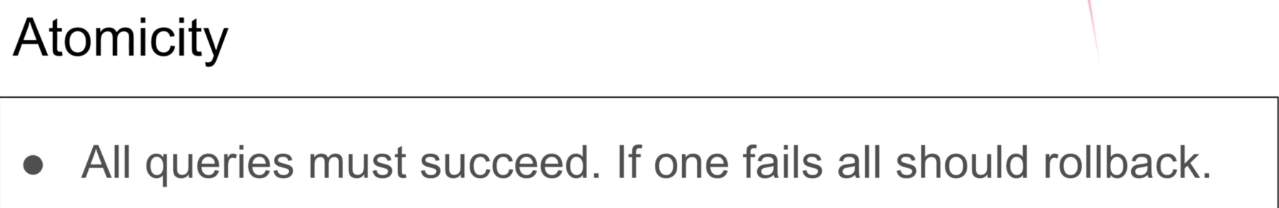 Atomicity
● All queries must succeed. If one fails all should rollback.